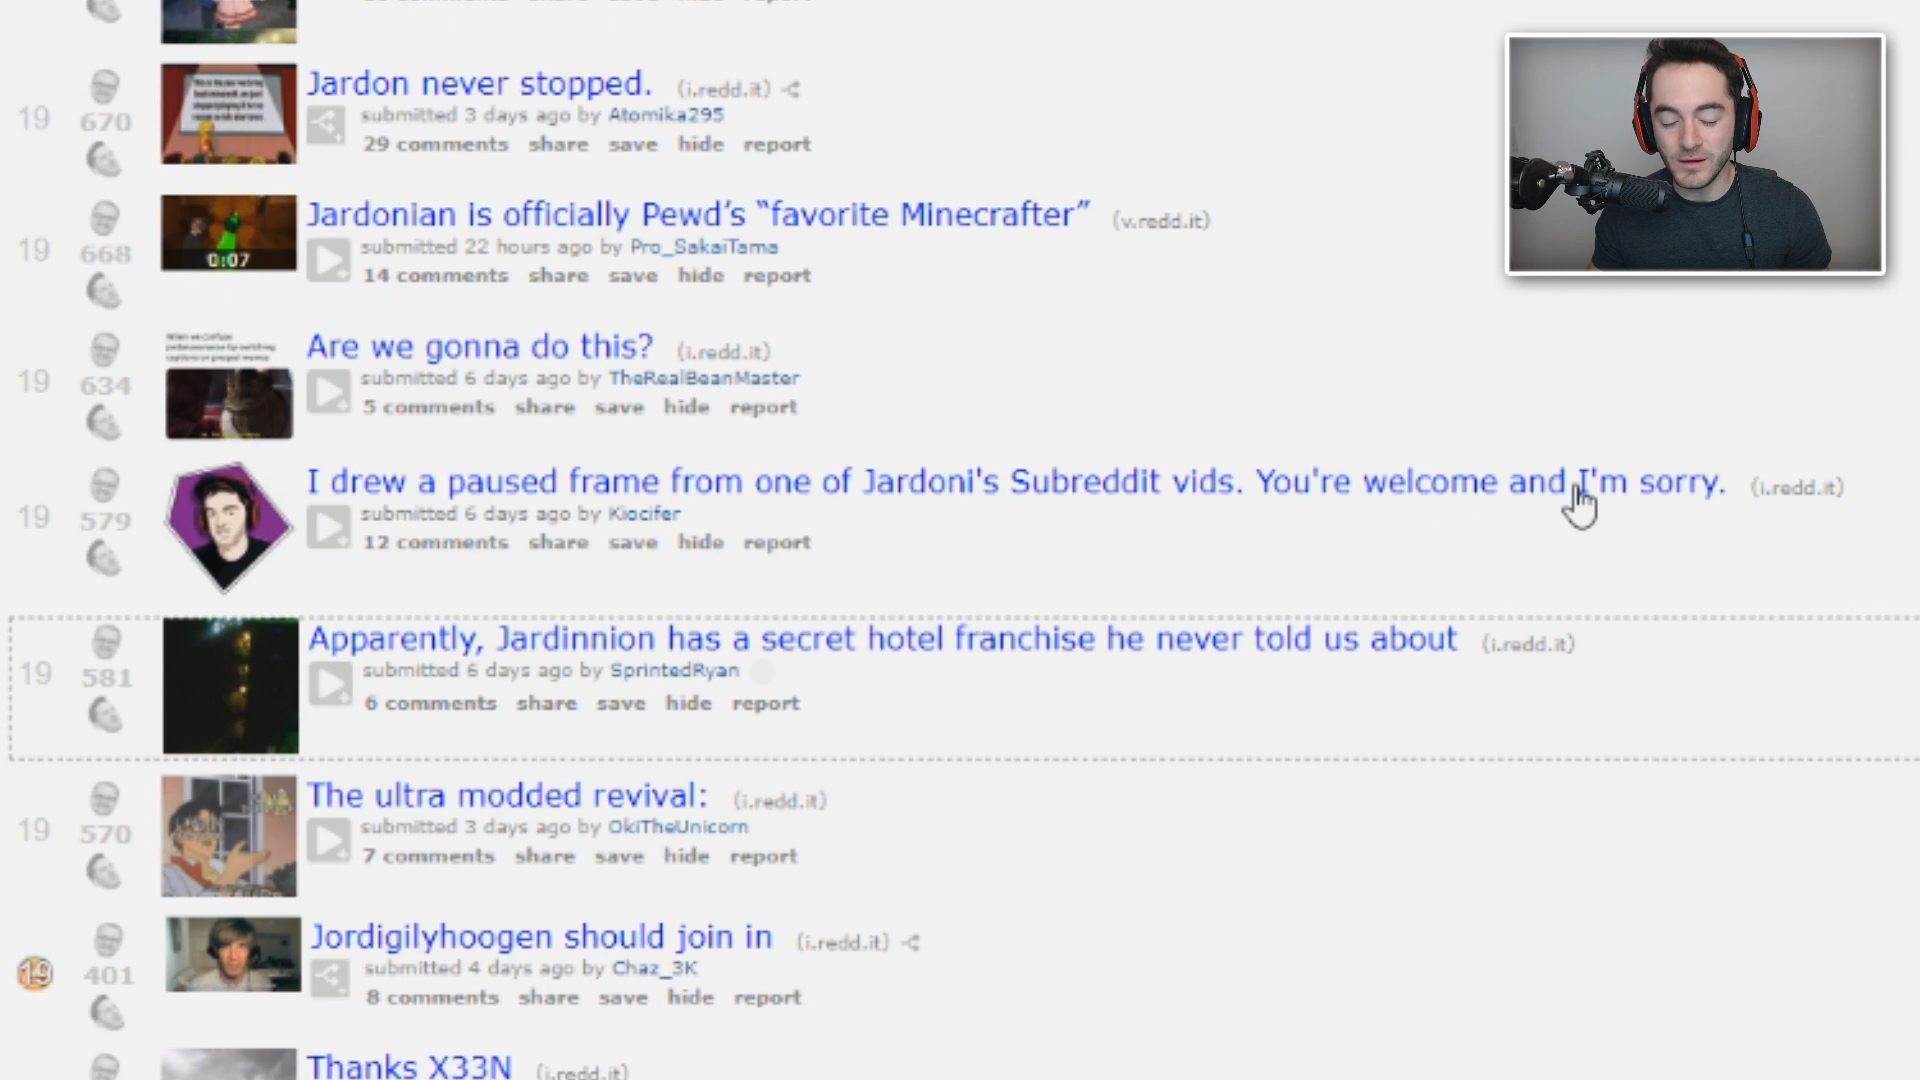 Jardon never stopped. (i.redd.it)
submitted 3 days ago by Atomika295
19 670
29 comments share save hide report
Jardonian is officially Pewd’s “favorite Minecrafter” (v.redd.it)
submitted 22 hours ago by Pro_SakaiTama
19 668
0:07
14 comments share save hide report
Are we gonna do this? (i.redd.it)
submitted 6 days ago by TheRealBeanMaster
19 634
5 comments share save hide report
I drew a paused frame from one of Jardoni's Subreddit vids. You're welcome and I'm sorry. (i.redd.it)
submitted 6 days ago by Kiocifer
19 579
12 comments share save hide report
Apparently, Jardinnion has a secret hotel franchise he never told us about (i.redd.it)
submitted 6 days ago by SprintedRyan
19 581
6 comments share save hide report
The ultra modded revival: (i.redd.it)
submitted 3 days ago by OkiTheUnicorn
19 570
7 comments share save hide report
Jordigilyhoogen should join in (i.redd.it)
submitted 4 days ago by Chaz_3K
19 401
8 comments share save hide report
Thanks X33N (i.redd.it)